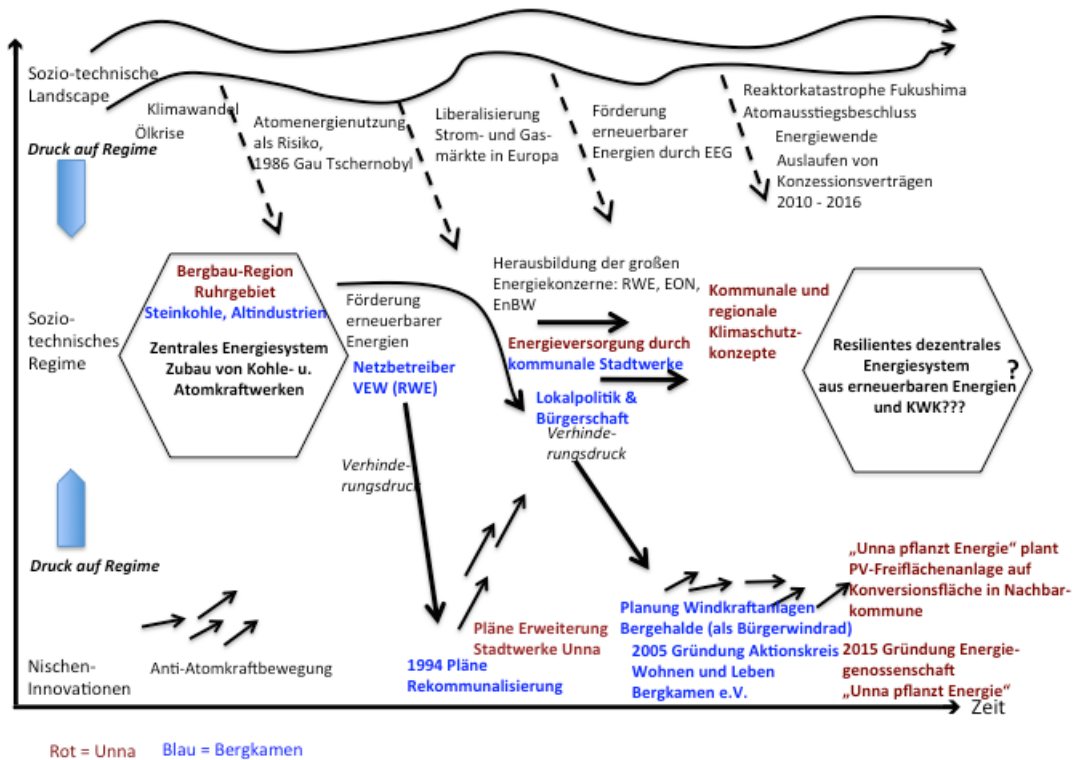 Sozio-technische
Landscape
Klimawandel
Ölkrise
Druck auf Regime
Atomenergienutzung
als Risiko,
1986 Gau Tschernobyl
Liberalisierung
Strom- und Gas-
märkte in Europa
Förderung
erneuerbarer
Energien durch EEG
Reaktorkatastrophe Fukushima
Atomausstiegsbeschluss
Energiewende
Auslaufen von
Konzessionsverträgen
2010 - 2016
Sozio-
technisches
Regime
Bergbau-Region
Ruhrgebiet
Steinkohle, Altindustrien
Zentrales Energiesystem
Zubau von Kohle- u.
Atomkraftwerken
Förderung
erneuerbarer
Energien
Netzbetreiber
VEW (RWE)
Verhinde-
rungsdruck
Herausbildung der großen
Energiekonzerne: RWE, EON,
EnBW
Energieversorgung durch
kommunale Stadtwerke
Lokalpolitik &
Bürgerschaft
Verhinde-
rungsdruck
Kommunale und
regionale
Klimaschutz-
konzepte
Resilientes dezentrales
Energiesystem
aus erneuerbaren Energien
und KWK???
?
Druck auf Regime
Nischen-
Innovationen
Anti-Atomkraftbewegung
Pläne Erweiterung
Stadtwerke Unna
1994 Pläne
Rekommunalisierung
Planung Windkraftanlagen
Bergehalde (als Bürgerwindrad)
2005 Gründung Aktionskreis
Wohnen und Leben
Bergkamen e.V.
„Unna pflanzt Energie“ plant
PV-Freiflächenanlage auf
Konversionsfläche in Nachbar-
kommune
2015 Gründung Energie-
genossenschaft
„Unna pflanzt Energie“
Zeit
Rot = Unna
Blau = Bergkamen